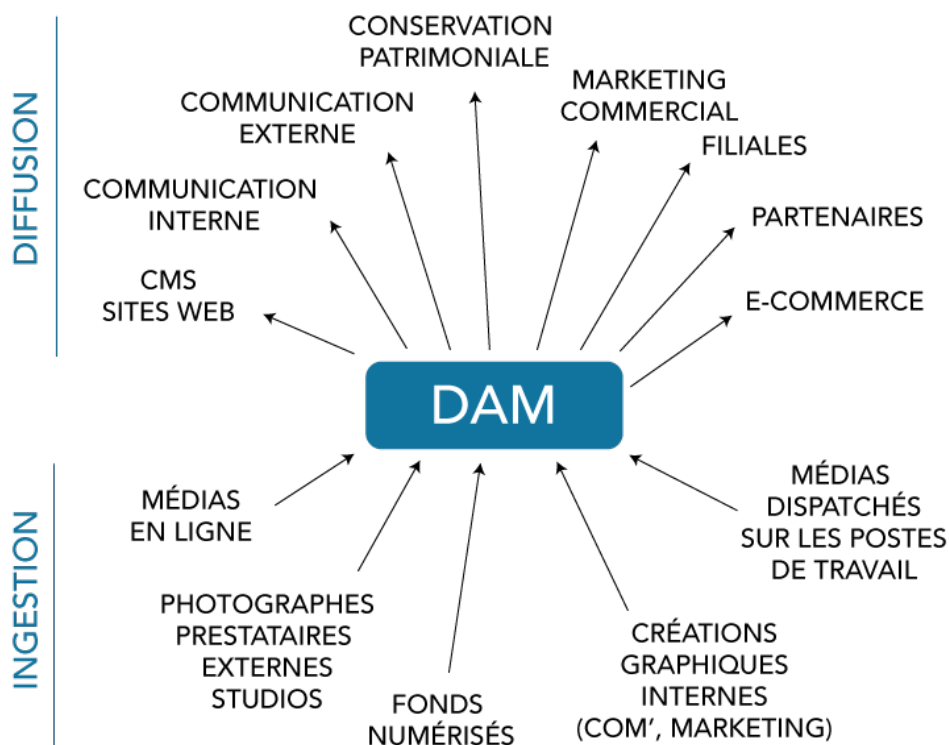 DIFFUSION
CONSERVATION
PATRIMONIALE
MARKETING
COMMERCIAL
COMMUNICATION
EXTERNE
FILIALES
COMMUNICATION
INTERNE
PARTENAIRES
CMS
SITES WEB
E-COMMERCE
DAM
INGESTION
MÉDIAS
EN LIGNE
PHOTOGRAPHES
PRESTATAIRES
EXTERNES
STUDIOS
FONDS
NUMÉRISÉS
CRÉATIONS
GRAPHIQUES
INTERNES
(COM’, MARKETING)
MÉDIAS
DISPATCHÉS
SUR LES POSTES
DE TRAVAIL